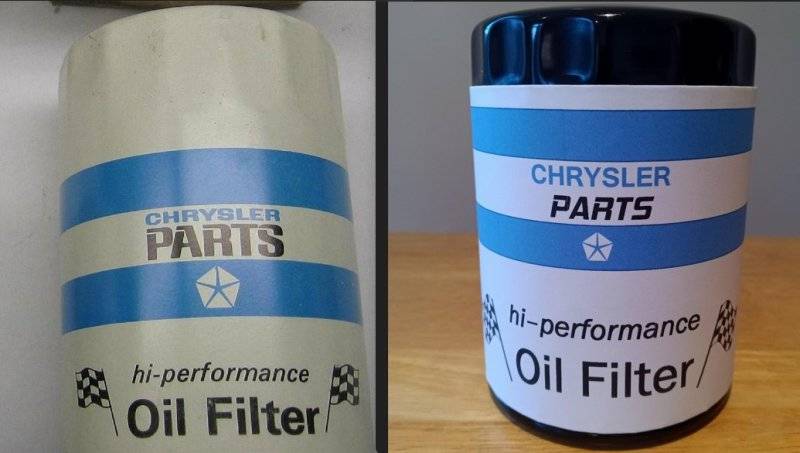 CHRYSLER
PARTS
hi-performance
Oil Filter
CHRYSLER
PARTS
hi-performance
Oil Filter